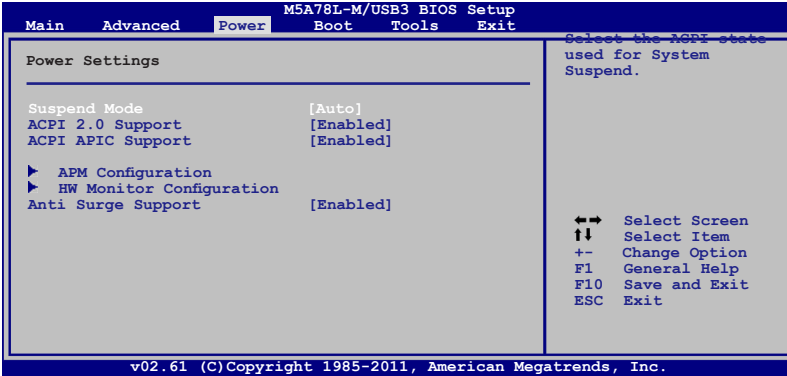 M5A78L-M/USB3 BIOS Setup
Main Advanced Power Boot Tools Exit
Power Settings
Suspend Mode [Auto]
ACPI 2.0 Support [Enabled]
ACPI APIC Support [Enabled]
APM Configuration
HW Monitor Configuration
Anti Surge Support [Enabled]
Select the ACPI state
used for System
Suspend.
←→ Select Screen
↑↓ Select Item
+- Change Option
F1 General Help
F10 Save and Exit
ESC Exit
v02.61 (C)Copyright 1985-2011, American Megatrends, Inc.